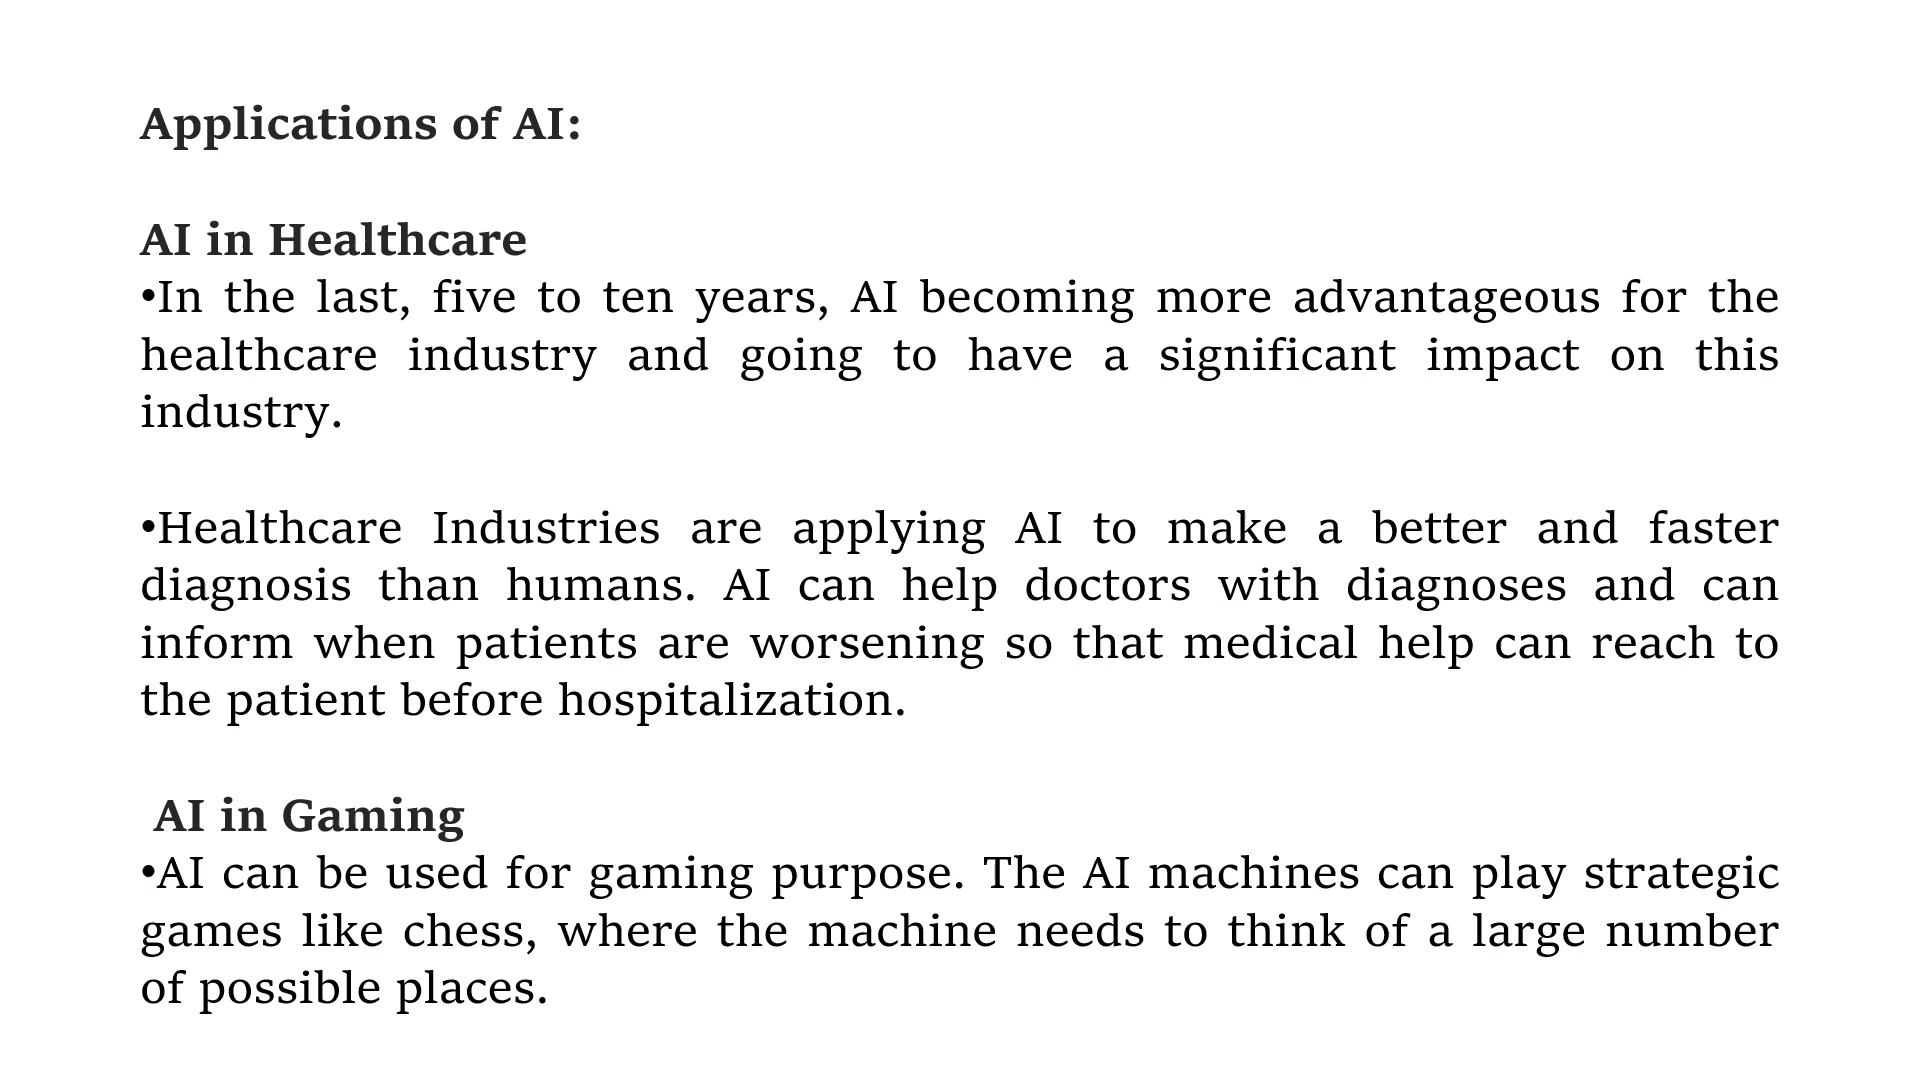 Applications of AI:
AI in Healthcare
•In the last, five to ten years, AI becoming more advantageous for the
healthcare industry and going to have a significant impact on this
industry.
•Healthcare Industries are applying AI to make a better and faster
diagnosis than humans. AI can help doctors with diagnoses and can
inform when patients are worsening so that medical help can reach to
the patient before hospitalization.
AI in Gaming
•AI can be used for gaming purpose. The AI machines can play strategic
games like chess, where the machine needs to think of a large number
of possible places.